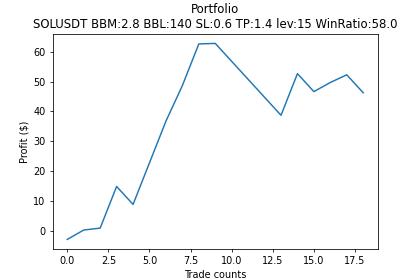 Portfolio
SOLUSDT BBM:2.8 BBL:140 SL:0.6 TP:1.4 lev:15 WinRatio:58.0
60
50
40
30
20
10
0
Profit ($)
0.0 2.5 5.0 7.5 10.0 12.5 15.0 17.5
Trade counts